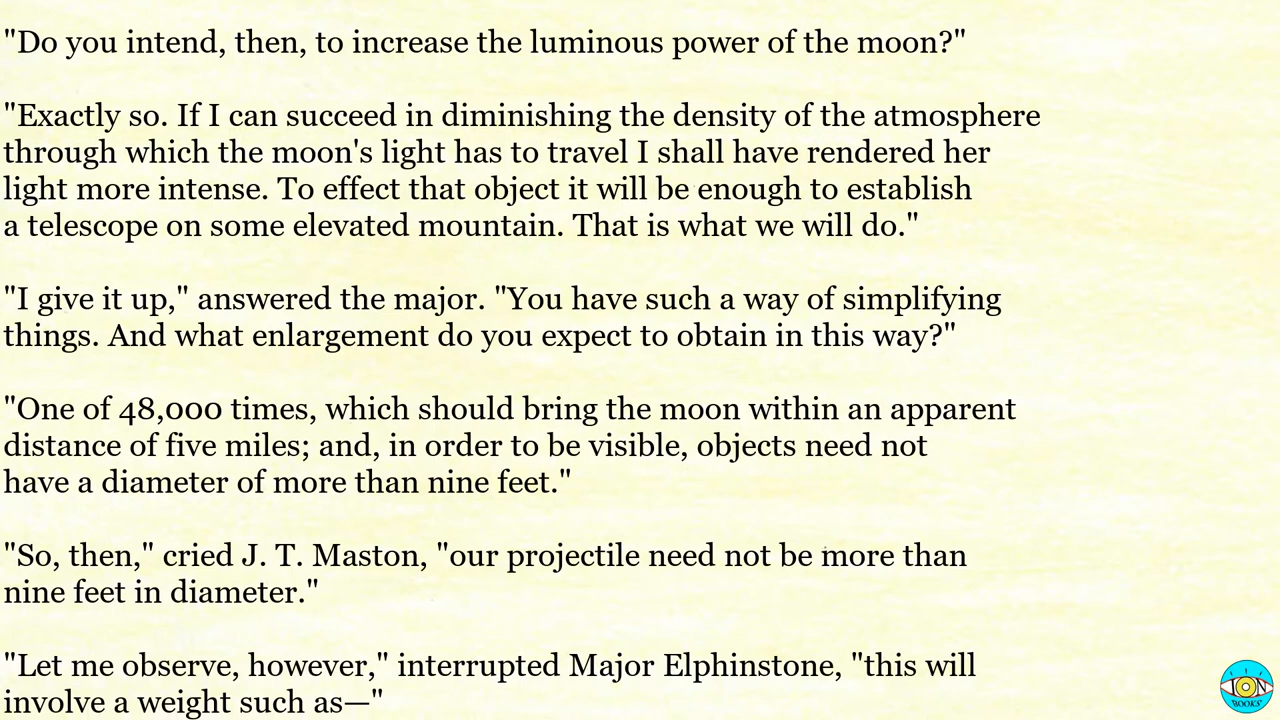 "Do you intend, then, to increase the luminous power of the moon?"
"Exactly so. If I can succeed in diminishing the density of the atmosphere
through which the moon's light has to travel I shall have rendered her
light more intense. To effect that object it will be enough to establish
a telescope on some elevated mountain. That is what we will do."
"I give it up," answered the major. "You have such a way of simplifying
things. And what enlargement do you expect to obtain in this way?"
"One of 48,000 times, which should bring the moon within an apparent
distance of five miles; and, in order to be visible, objects need not
have a diameter of more than nine feet."
"So, then," cried J. T. Maston, "our projectile need not be more than
nine feet in diameter."
"Let me observe, however," interrupted Major Elphinstone, "this will
involve a weight such as—"
ION
BOOKS